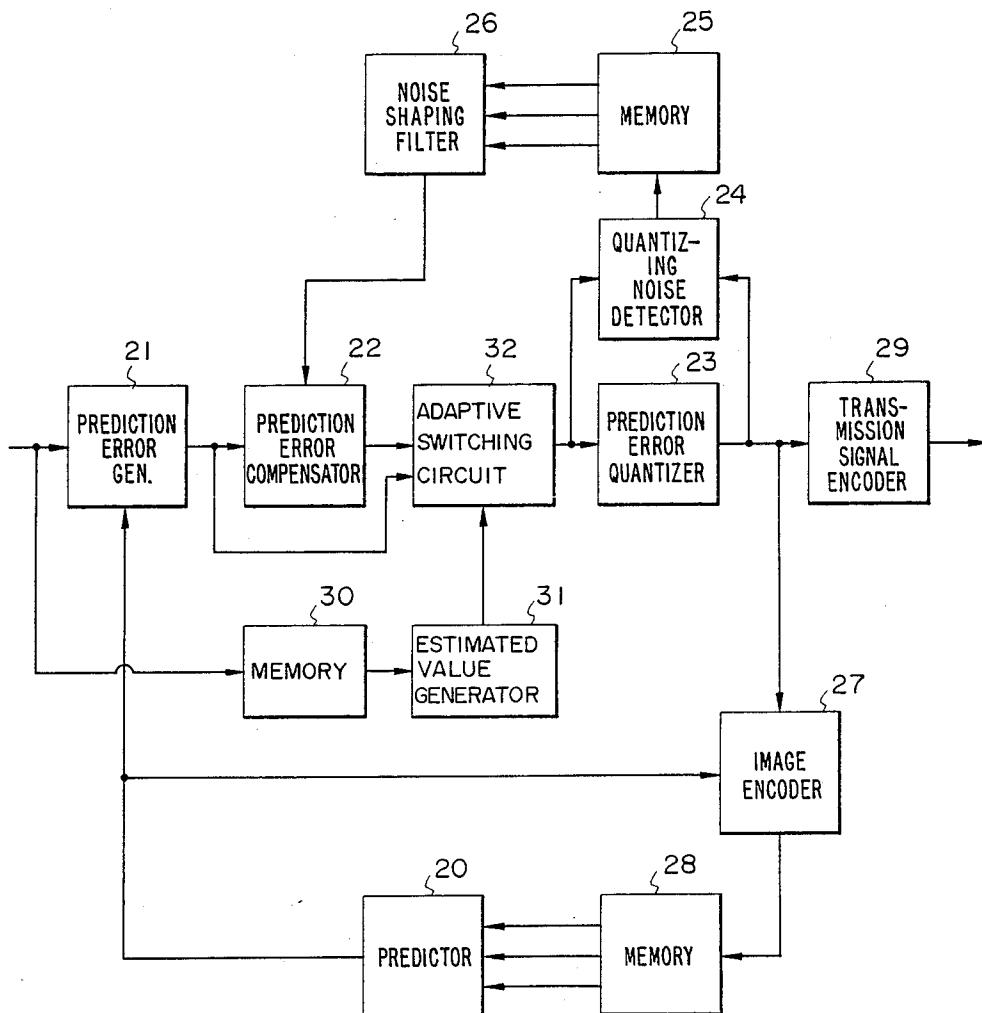 26
NOISE
SHAPING
FILTER
25
MEMORY
24
QUANTIZ-
ING
NOISE
DETECTOR
21
PREDICTION
ERROR
GEN.
22
PREDICTION
ERROR
COMPENSATOR
32
ADAPTIVE
SWITCHING
CIRCUIT
23
PREDICTION
ERROR
QUANTIZER
29
TRANS-
MISSION
SIGNAL
ENCODER
30
MEMORY
31
ESTIMATED
VALUE
GENERATOR
27
IMAGE
ENCODER
20
PREDICTOR
28
MEMORY